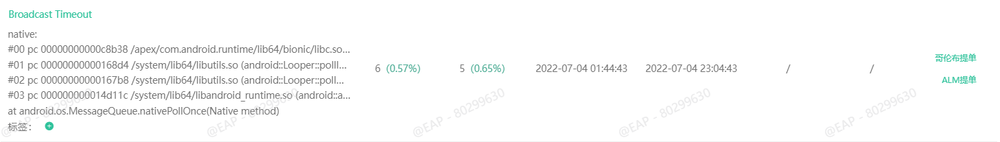 Broadcast Timeout
native:
#00 pc 00000000000c8b38 /apex/com.android.runtime/lib64/bionic/libc.so...
#01 pc 00000000000168d4 /system/lib64/libutils.so (android::Looper::pollI...
#02 pc 00000000000167b8 /system/lib64/libutils.so (android::Looper::poll...
#03 pc 000000000014d11c /system/lib64/libandroid_runtime.so (android::a...
at android.os.MessageQueue.nativePollOnce(Native method)
标签：
6 (0.57%)
5 (0.65%)
2022-07-04 01:44:43
2022-07-04 23:04:43
/
/
哥伦布提单
ALM提单
@EAP - 80299630
@EAP - 80299630
@EAP - 80299630
@EAP - 80299630
@EAP - 80299630